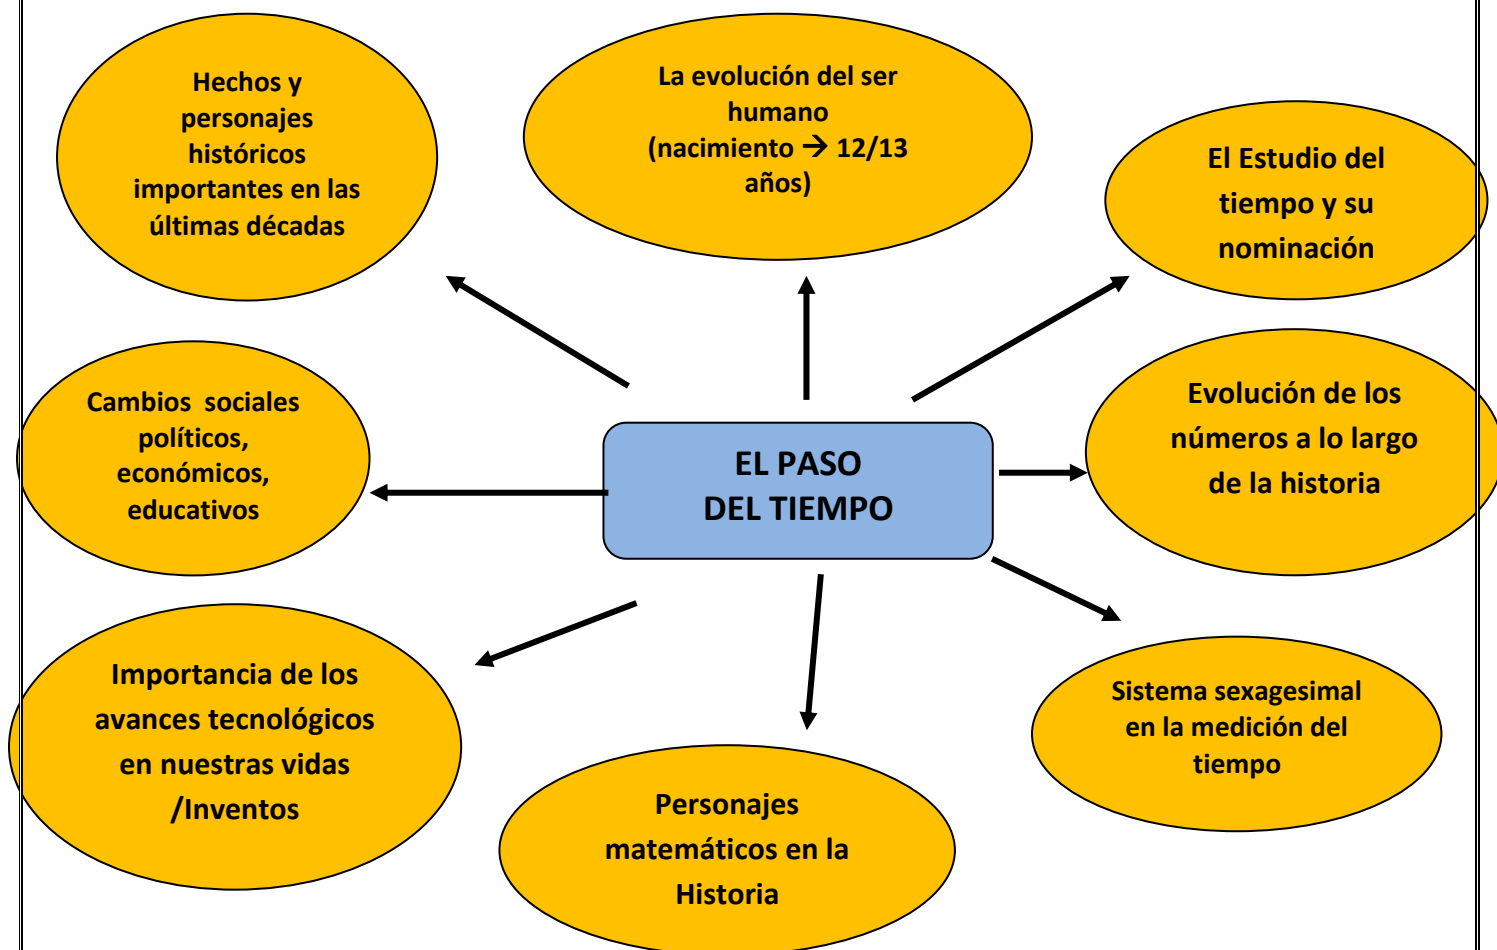 Hechos y
personajes
históricos
importantes en las
últimas décadas
La evolución del ser
humano
(nacimiento → 12/13
años)
El Estudio del
tiempo y su
nominación
Cambios sociales
políticos,
económicos,
educativos
EL PASO
DEL TIEMPO
Evolución de los
números a lo largo
de la historia
Importancia de los
avances tecnológicos
en nuestras vidas
/Inventos
Personajes
matemáticos en la
Historia
Sistema sexagesimal
en la medición del
tiempo